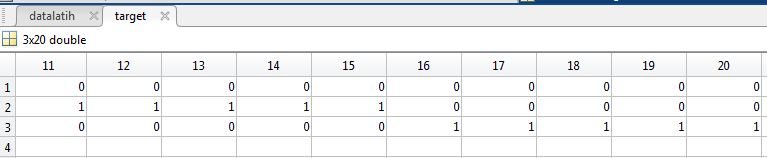 datalatih target
3x20 double
11 12 13 14 15 16 17 18 19 20
1 0 0 0 0 0 0 0 0 0 0
2 1 1 1 1 1 0 0 0 0 0
3 0 0 0 0 0 1 1 1 1 1
4